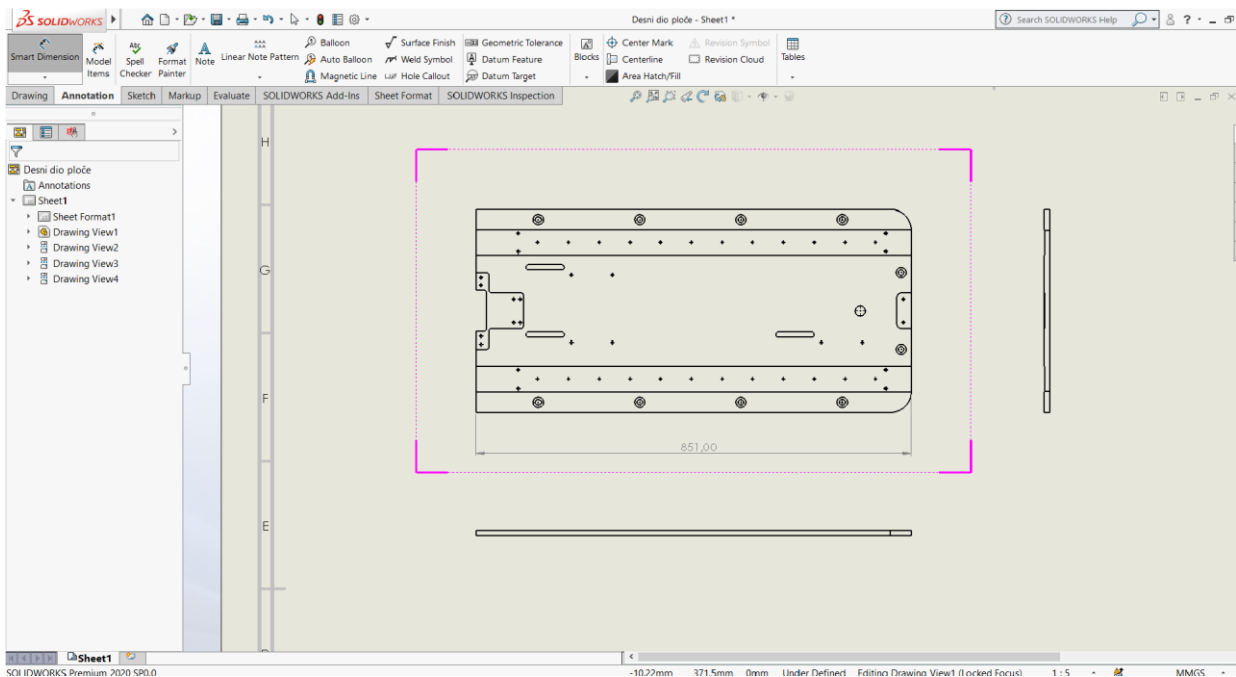 SOLIDWORKS
Desni dio ploče - Sheet1 *
Search SOLIDWORKS Help
?
Smart Dimension
Model Items
Spell Checker
Format Painter
Note
Linear Note Pattern
Balloon
Auto Balloon
Magnetic Line
Surface Finish
Weld Symbol
Hole Callout
Geometric Tolerance
Datum Feature
Datum Target
Blocks
Center Mark
Centerline
Area Hatch/Fill
Revision Symbol
Revision Cloud
Tables
Drawing Annotation Sketch Markup Evaluate SOLIDWORKS Add-Ins Sheet Format SOLIDWORKS Inspection
Desni dio ploče
Annotations
Sheet1
Sheet Format1
Drawing View1
Drawing View2
Drawing View3
Drawing View4
H
G
F
E
851,00
Sheet1
SOLIDWORKS Premium 2020 SP0.0
-10.22mm 371.5mm 0mm Under Defined Editing Drawing View1 (Locked Focus) 1:5 MMGS